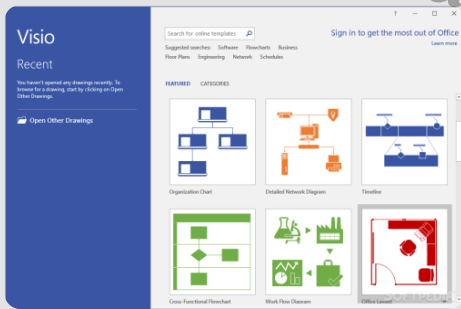 Visio
Recent
You haven't opened any drawings recently. To
browse for a drawing, start by clicking on Open
Other Drawings.
Open Other Drawings
?
Search for online templates
Sign in to get the most out of Office
Learn more
Suggested searches: Software Flowcharts Business
Floor Plans Engineering Network Schedules
FEATURED CATEGORIES
Organization Chart
Detailed Network Diagram
Timeline
Cross-Functional Flowchart
Work Flow Diagram
Office Layout
SOFTPEDIA